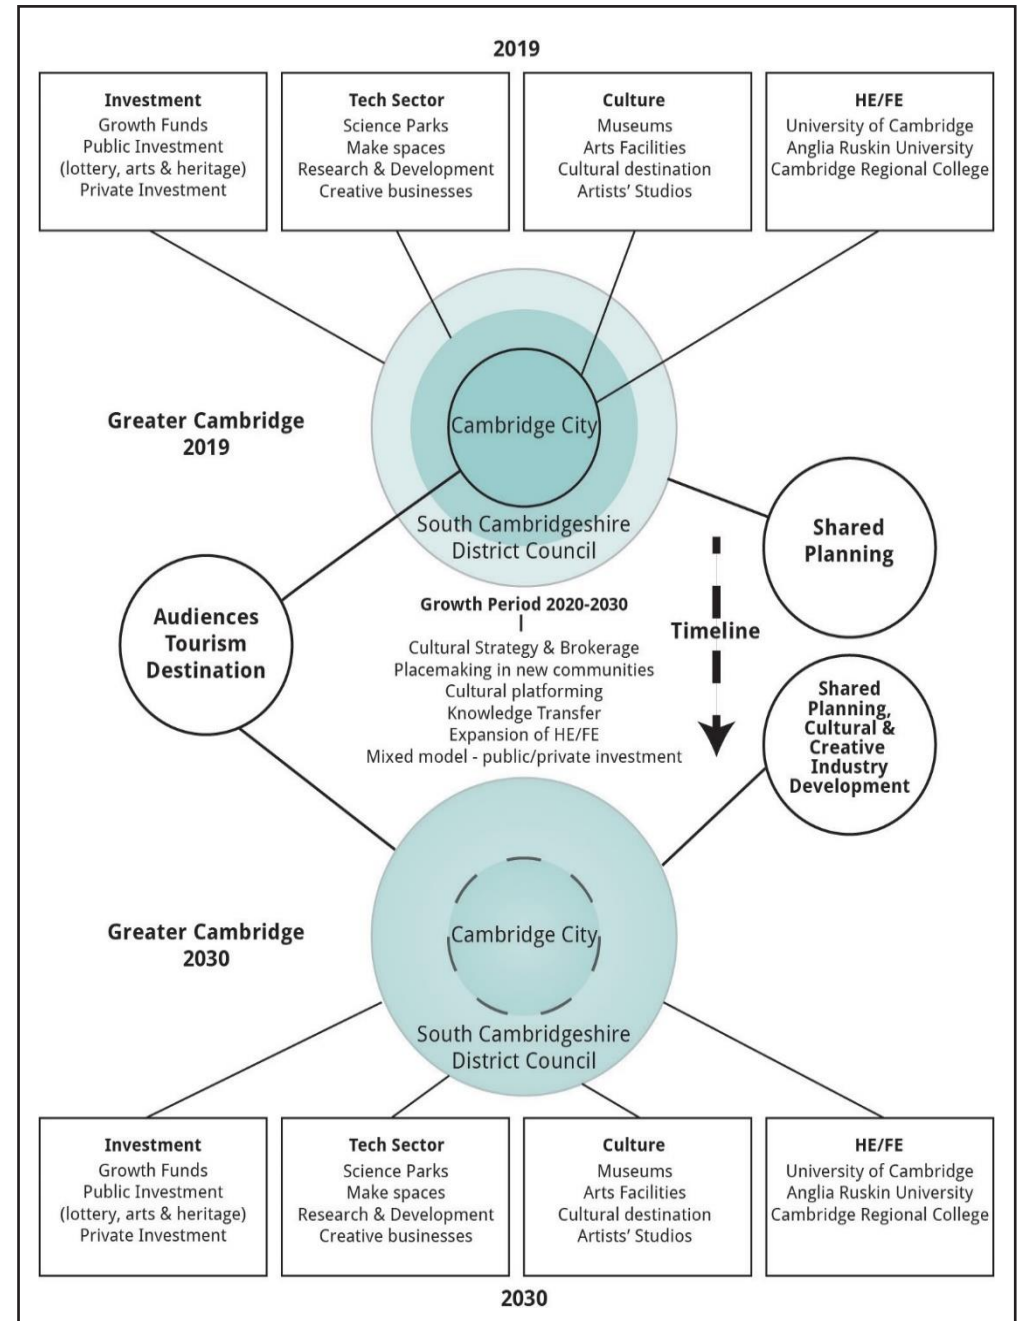 2019
Investment
Growth Funds
Public Investment
(lottery, arts & heritage)
Private Investment
Tech Sector
Science Parks
Make spaces
Research & Development
Creative businesses
Culture
Museums
Arts Facilities
Cultural destination
Artists’ Studios
HE/FE
University of Cambridge
Anglia Ruskin University
Cambridge Regional College
Greater Cambridge
2019
Cambridge City
South Cambridgeshire
District Council
Shared
Planning
Audiences
Tourism
Destination
Growth Period 2020-2030
Cultural Strategy & Brokerage
Placemaking in new communities
Cultural platforming
Knowledge Transfer
Expansion of HE/FE
Mixed model - public/private investment
Timeline
Shared
Planning,
Cultural &
Creative
Industry
Development
Greater Cambridge
2030
Cambridge City
South Cambridgeshire
District Council
Investment
Growth Funds
Public Investment
(lottery, arts & heritage)
Private Investment
Tech Sector
Science Parks
Make spaces
Research & Development
Creative businesses
Culture
Museums
Arts Facilities
Cultural destination
Artists’ Studios
HE/FE
University of Cambridge
Anglia Ruskin University
Cambridge Regional College
2030